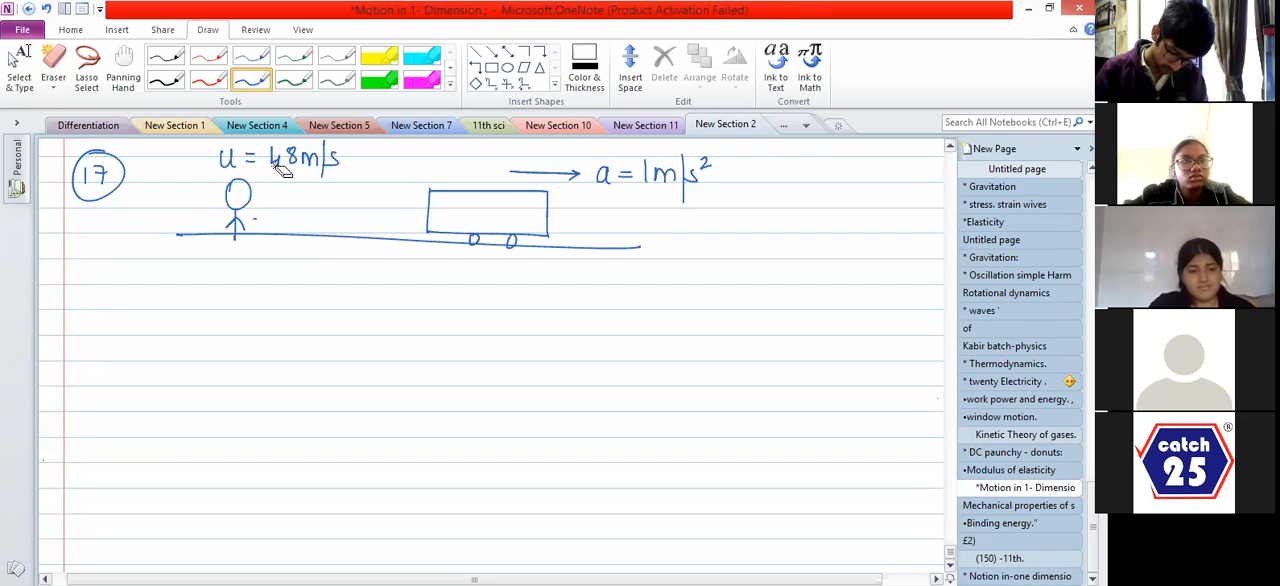 *Motion in 1- Dimension : - Microsoft OneNote (Product Activation Failed)
File Home Insert Share Draw Review View
Select & Type
Eraser
Lasso Select
Panning Hand
Color & Thickness
Insert Space
Delete
Arrange
Rotate
Ink to Text
Ink to Math
Tools
Insert Shapes
Edit
Convert
Differentiation New Section 1 New Section 4 New Section 5 New Section 7 11th sci New Section 10 New Section 11 New Section 2 ...
Search All Notebooks (Ctrl+E)
Personal
17
u = 48m/s
a = 1m/s²
New Page
Untitled page
* Gravitation
* stress. strain wives
*Elasticity
Untitled page
* Gravitation:
* Oscillation simple Harm
Rotational dynamics
* waves '
of
Kabir batch-physics
* Thermodynamics.
* twenty Electricity .
•work power and energy. ,
•window motion.
Kinetic Theory of gases.
* DC paunchy - donuts:
•Modulus of elasticity
*Motion in 1- Dimensio
Mechanical properties of s
•Binding energy."
£2)
(150) -11th.
* Notion in-one dimensio
catch
25
®